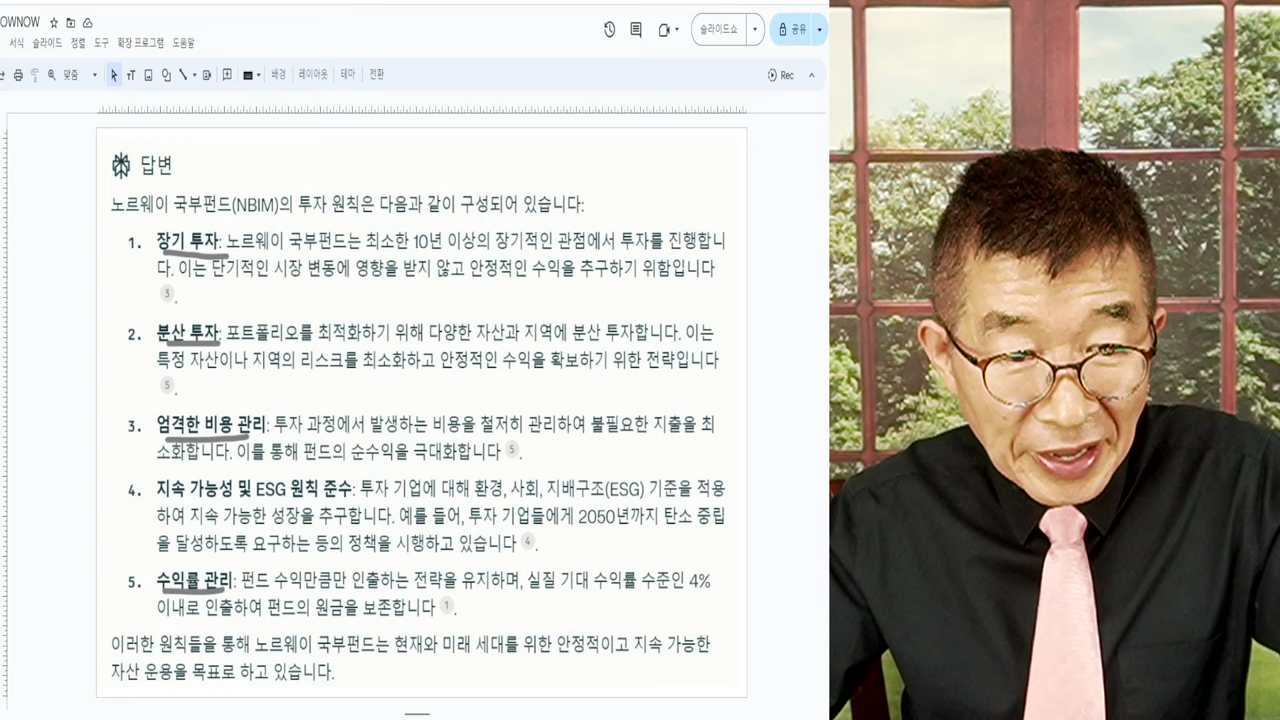 OWNOW
서식 슬라이드 정렬 도구 확장 프로그램 도움말
슬라이드쇼
공유
맞춤
배경 레이아웃 테마 전환
Rec
답변
노르웨이 국부펀드(NBIM)의 투자 원칙은 다음과 같이 구성되어 있습니다:
1. 장기 투자: 노르웨이 국부펀드는 최소한 10년 이상의 장기적인 관점에서 투자를 진행합니
다. 이는 단기적인 시장 변동에 영향을 받지 않고 안정적인 수익을 추구하기 위함입니다
3.
2. 분산 투자: 포트폴리오를 최적화하기 위해 다양한 자산과 지역에 분산 투자합니다. 이는
특정 자산이나 지역의 리스크를 최소화하고 안정적인 수익을 확보하기 위한 전략입니다
5.
3. 엄격한 비용 관리: 투자 과정에서 발생하는 비용을 철저히 관리하여 불필요한 지출을 최
소화합니다. 이를 통해 펀드의 순수익을 극대화합니다 5.
4. 지속 가능성 및 ESG 원칙 준수: 투자 기업에 대해 환경, 사회, 지배구조(ESG) 기준을 적용
하여 지속 가능한 성장을 추구합니다. 예를 들어, 투자 기업들에게 2050년까지 탄소 중립
을 달성하도록 요구하는 등의 정책을 시행하고 있습니다 4.
5. 수익률 관리: 펀드 수익만큼만 인출하는 전략을 유지하며, 실질 기대 수익률 수준인 4%
이내로 인출하여 펀드의 원금을 보존합니다 1.
이러한 원칙들을 통해 노르웨이 국부펀드는 현재와 미래 세대를 위한 안정적이고 지속 가능한
자산 운용을 목표로 하고 있습니다.